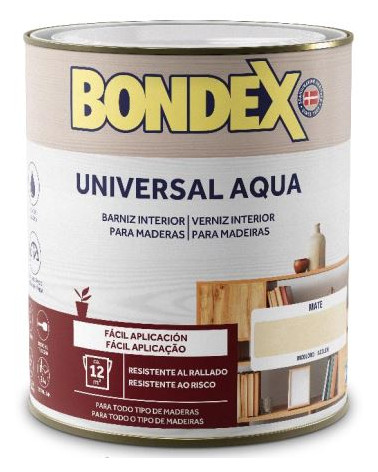 BONDEX
UNIVERSAL AQUA
BARNIZ INTERIOR | VERNIZ INTERIOR
PARA MADERAS | PARA MADEIRAS
MATE
FÁCIL APLICACIÓN
FÁCIL APLICAÇÃO
12
m²
RESISTENTE AL RALLADO
RESISTENTE AO RISCO
PARA TODO TIPO DE MADERAS
PARA TODO O TIPO DE MADEIRAS